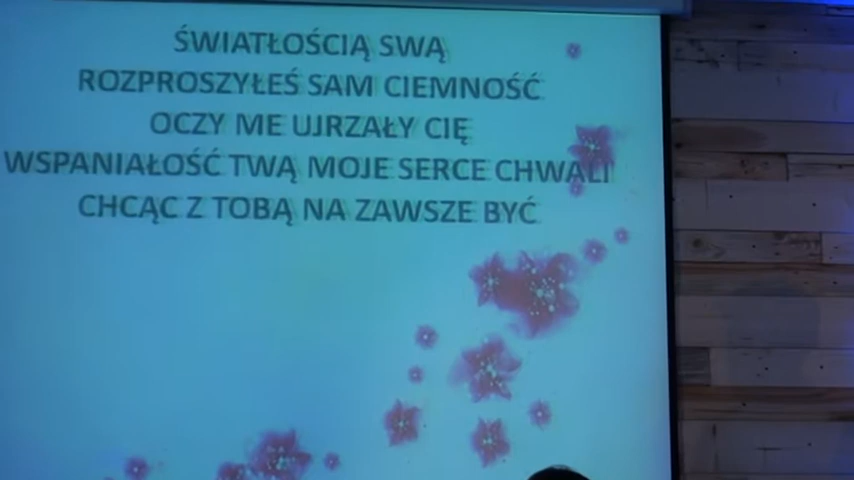 ŚWIATŁOŚCIĄ SWĄ
ROZPROSZYŁEŚ SAM CIEMNOŚĆ
OCZY ME UJRZAŁY CIĘ
WSPANIAŁOŚĆ TWĄ MOJE SERCE CHWALI
CHCĄC Z TOBĄ NA ZAWSZE BYĆ